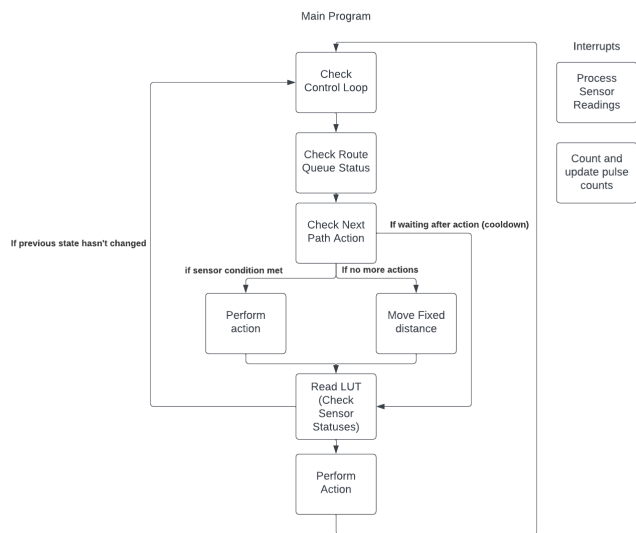 Main Program
Interrupts
Check
Control Loop
Process
Sensor
Readings
Check Route
Queue Status
Count and
update pulse
counts
Check Next
Path Action
If waiting after action (cooldown)
If previous state hasn't changed
if sensor condition met
If no more actions
Perform
action
Move Fixed
distance
Read LUT
(Check
Sensor
Statuses)
Perform
Action